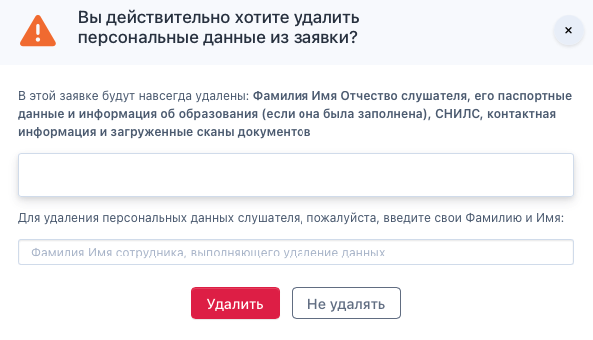 Вы действительно хотите удалить
персональные данные из заявки?
В этой заявке будут навсегда удалены: Фамилия Имя Отчество слушателя, его паспортные
данные и информация об образования (если она была заполнена), СНИЛС, контактная
информация и загруженные сканы документов
Для удаления персональных данных слушателя, пожалуйста, введите свои Фамилию и Имя:
Фамилия Имя сотрудника, выполняющего удаление данных
Удалить
Не удалять